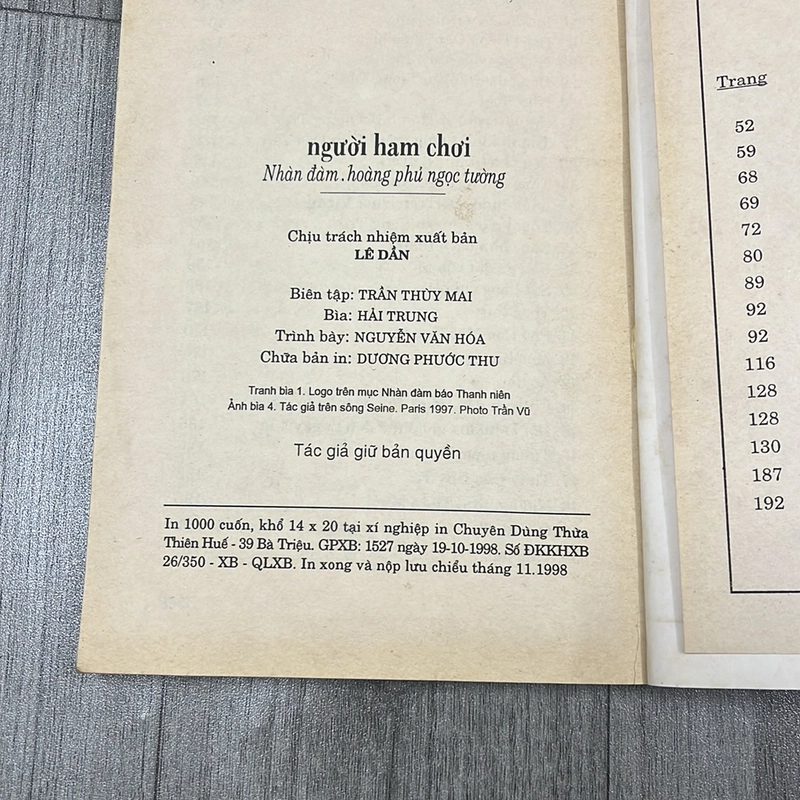 người ham chơi
Nhàn đàm.hoàng phủ ngọc tường
Chịu trách nhiệm xuất bản
LÊ DẦN
Biên tập: TRẦN THÙY MAI
Bìa: HẢI TRUNG
Trình bày: NGUYỄN VĂN HÓA
Chữa bản in: DƯƠNG PHƯỚC THU
Tranh bìa 1. Logo trên mục Nhàn đàm báo Thanh niên
Ảnh bìa 4. Tác giả trên sông Seine. Paris 1997. Photo Trần Vũ
Tác giả giữ bản quyền
In 1000 cuốn, khổ 14 x 20 tại xí nghiệp in Chuyên Dùng Thừa
Thiên Huế - 39 Bà Triệu. GPXB: 1527 ngày 19-10-1998. Số ĐKKHXB
26/350 - XB - QLXB. In xong và nộp lưu chiểu tháng 11.1998
Trang
52
59
68
69
72
80
89
92
92
116
128
128
130
187
192